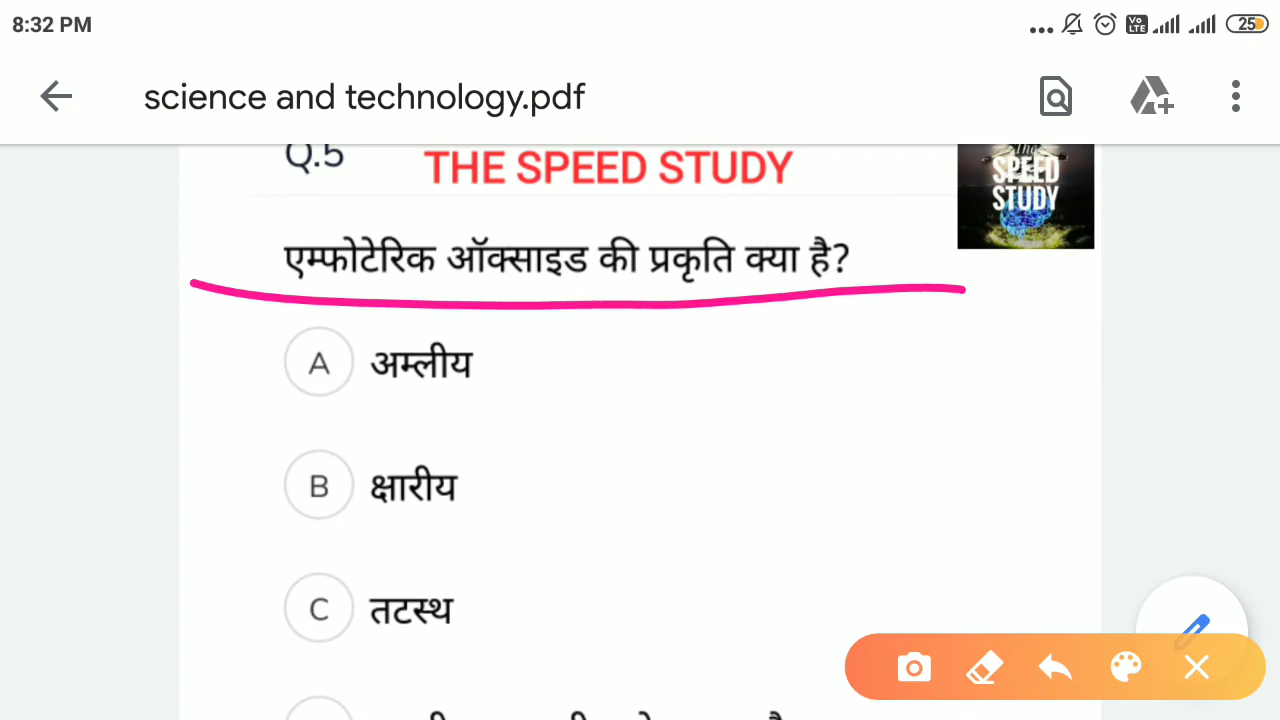 8:32 PM
25
science and technology.pdf
Q.5
THE SPEED STUDY
The
SPEED
STUDY
एम्फोटेरिक ऑक्साइड की प्रकृति क्या है?
A अम्लीय
B क्षारीय
C तटस्थ